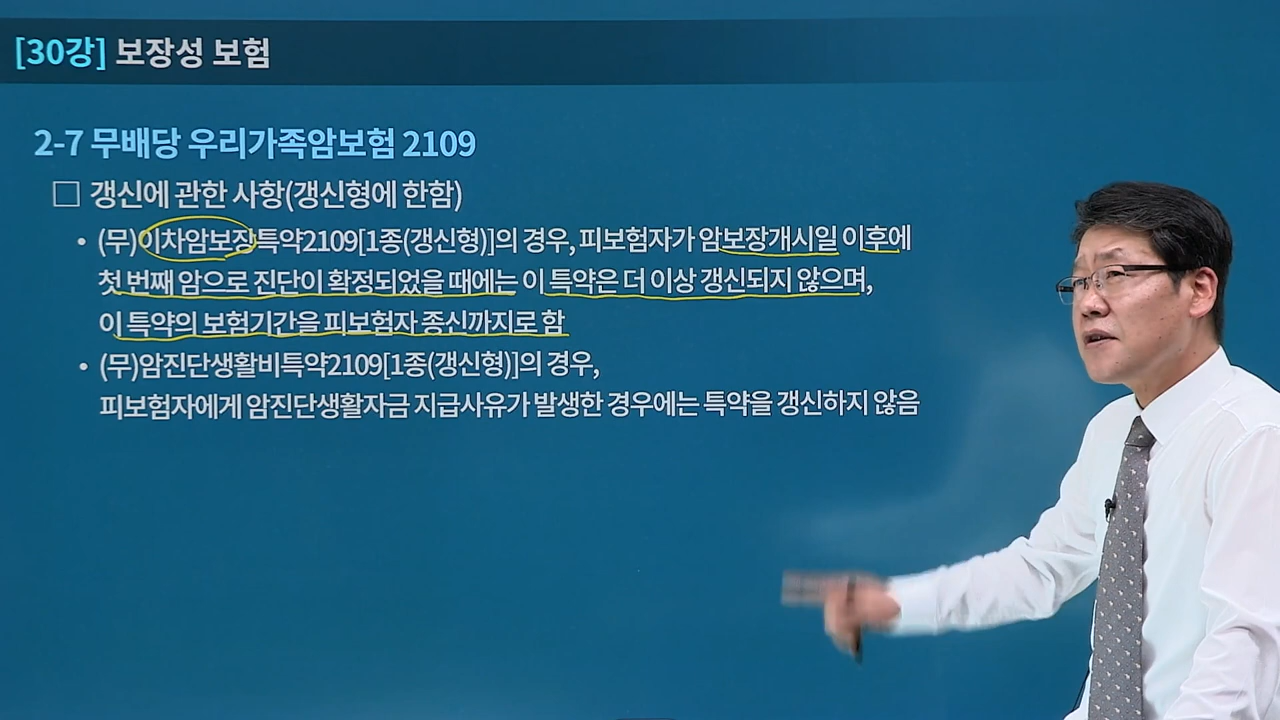 [30강] 보장성 보험
2-7 무배당 우리가족암보험 2109
□ 갱신에 관한 사항(갱신형에 한함)
• (무)이차암보장특약2109[1종(갱신형)]의 경우, 피보험자가 암보장개시일 이후에
첫 번째 암으로 진단이 확정되었을 때에는 이 특약은 더 이상 갱신되지 않으며,
이 특약의 보험기간을 피보험자 종신까지로 함
• (무)암진단생활비특약2109[1종(갱신형)]의 경우,
피보험자에게 암진단생활자금 지급사유가 발생한 경우에는 특약을 갱신하지 않음